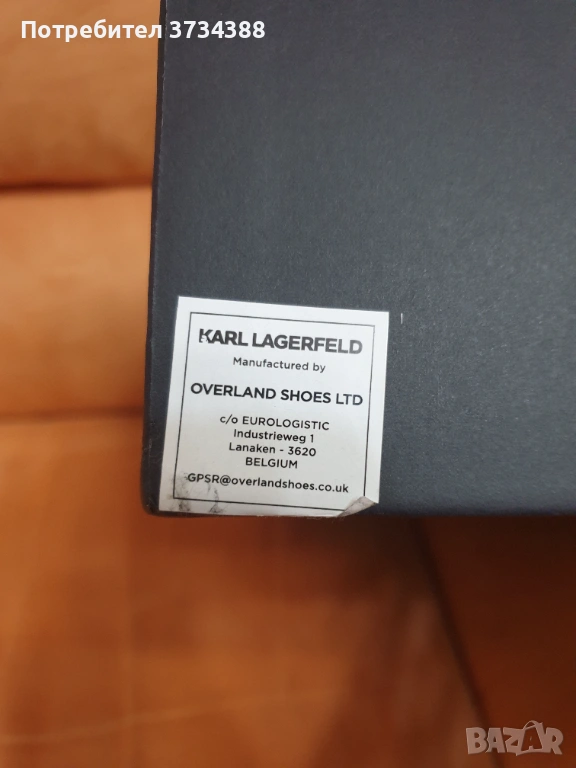 Потребител 3734388
KARL LAGERFELD
Manufactured by
OVERLAND SHOES LTD
c/o EUROLOGISTIC
Industrieweg 1
Lanaken - 3620
BELGIUM
GPSR@overlandshoes.co.uk
BAZAR